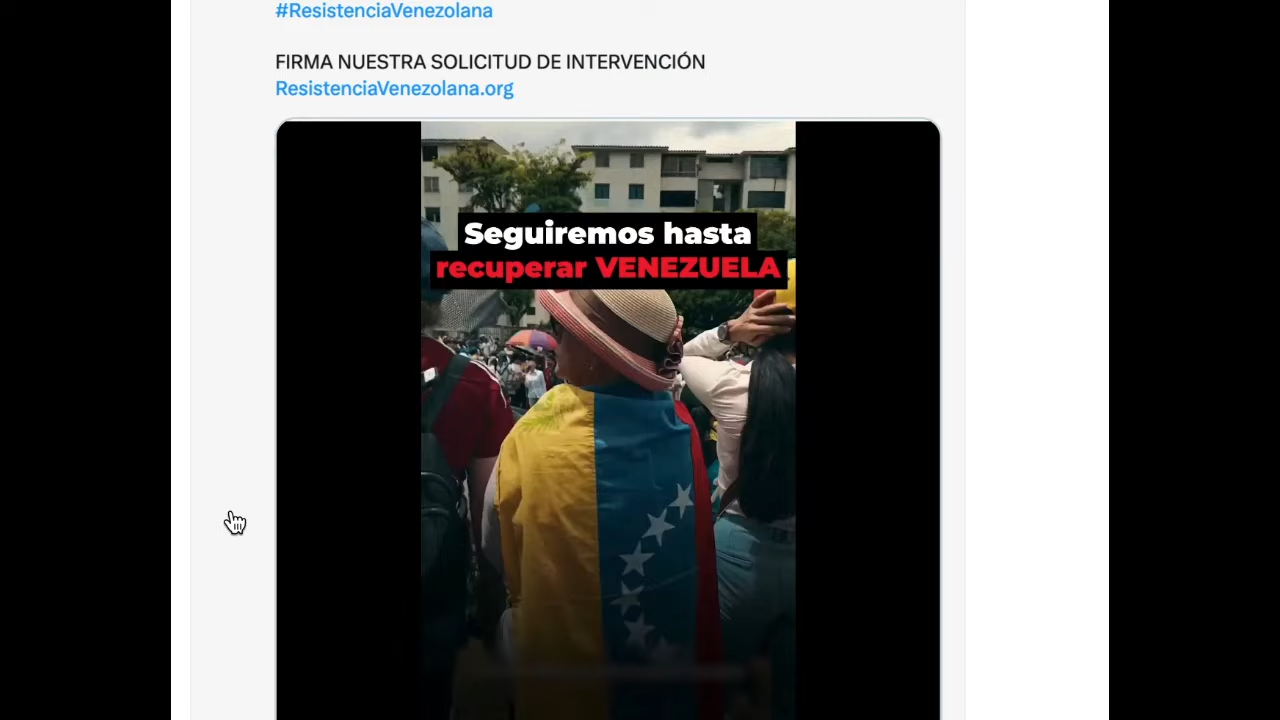 #ResistenciaVenezolana
FIRMA NUESTRA SOLICITUD DE INTERVENCIÓN
ResistenciaVenezolana.org
Seguiremos hasta
recuperar VENEZUELA